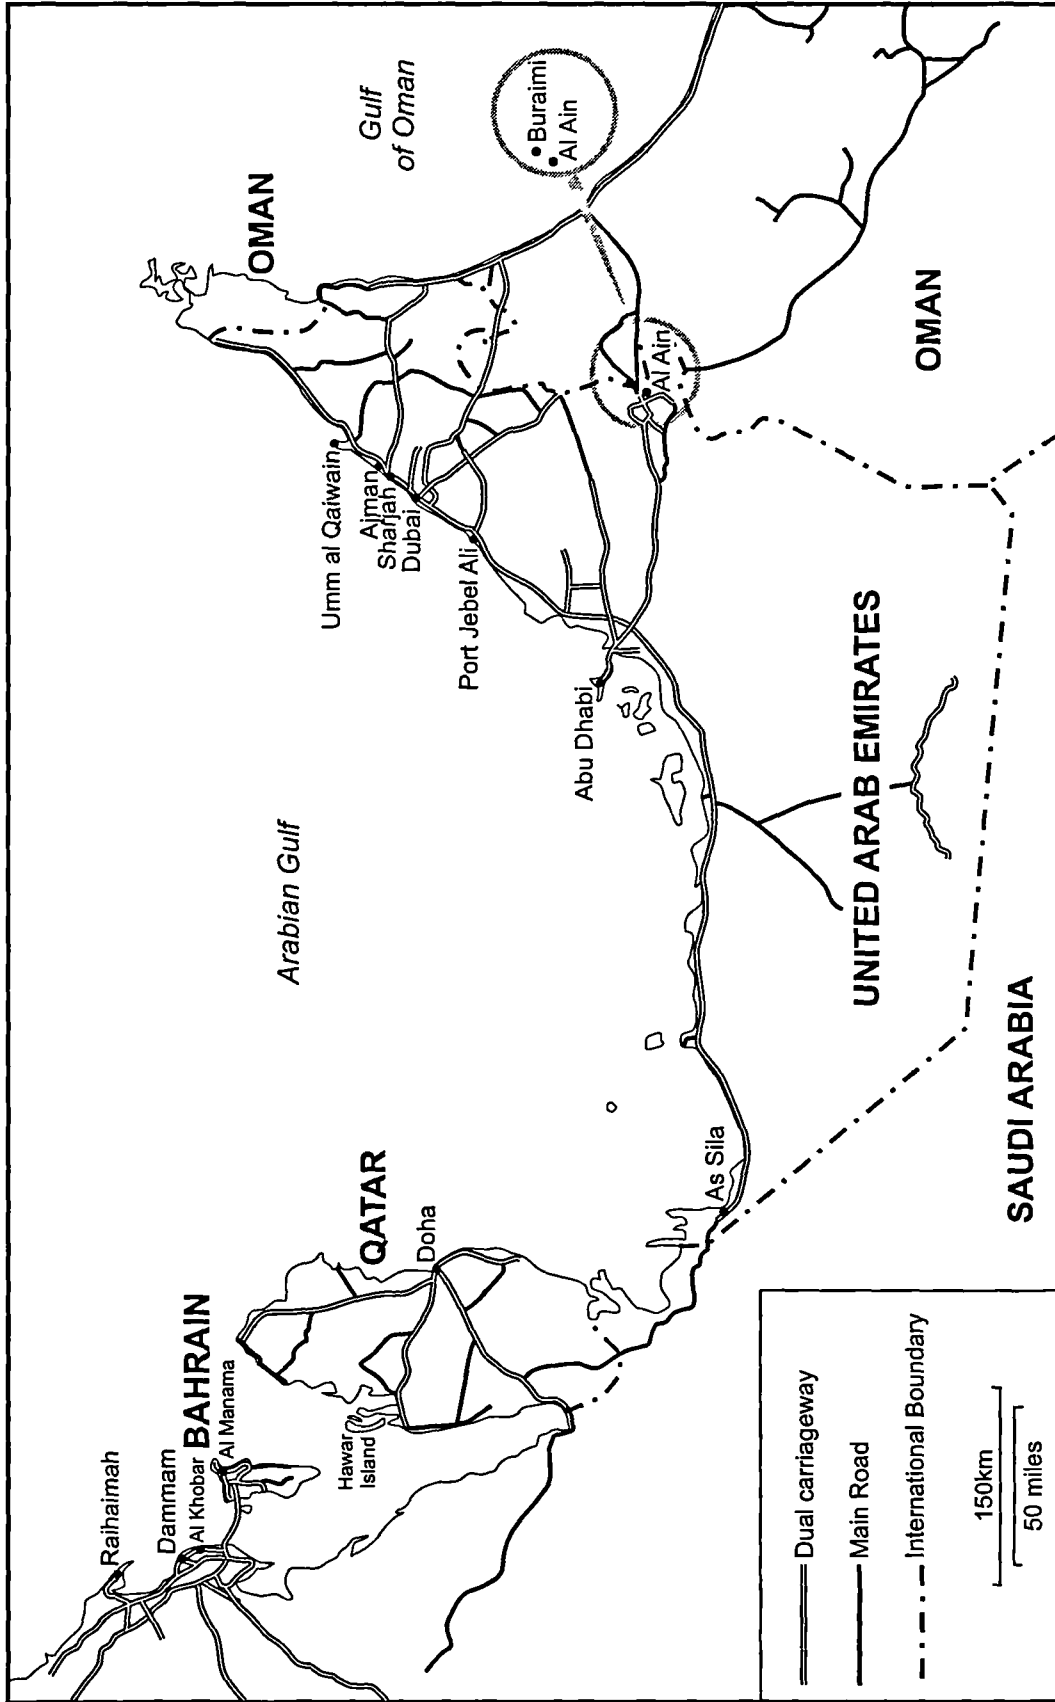 Raihaimah
Dammam
Al Khobar
BAHRAIN
Al Manama
OMAN
Arabian Gulf
Umm al Qaiwain
Hawar
Island
QATAR
Ajman
Sharjah
Dubai
Gulf
of Oman
Doha
Port Jebel Ali
Buraimi
Al Ain
Abu Dhabi
Al Ain
As Sila
UNITED ARAB EMIRATES
OMAN
SAUDI ARABIA
Dual carriageway
Main Road
International Boundary
150km
50 miles